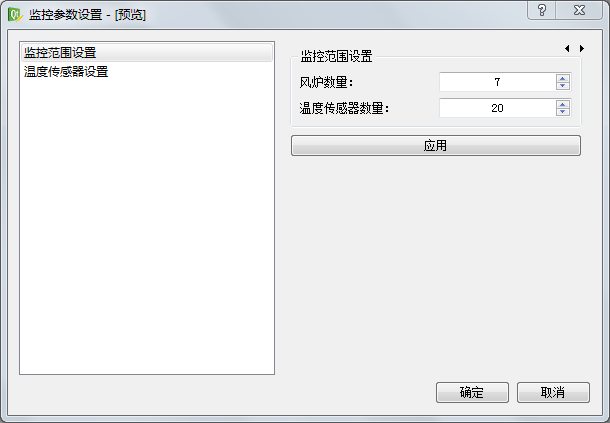 监控参数设置 - [预览]
监控范围设置
温度传感器设置
监控范围设置
风炉数量：
7
温度传感器数量：
20
应用
确定
取消